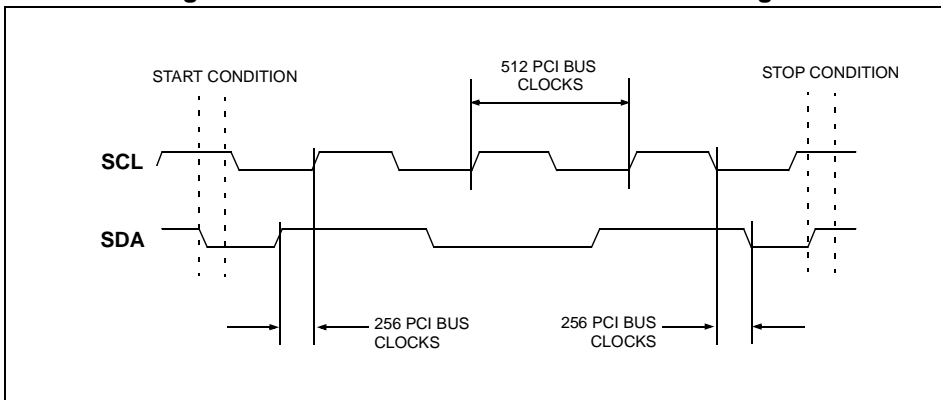 START CONDITION
512 PCI BUS
CLOCKS
STOP CONDITION
SCL
SDA
256 PCI BUS
CLOCKS
256 PCI BUS
CLOCKS